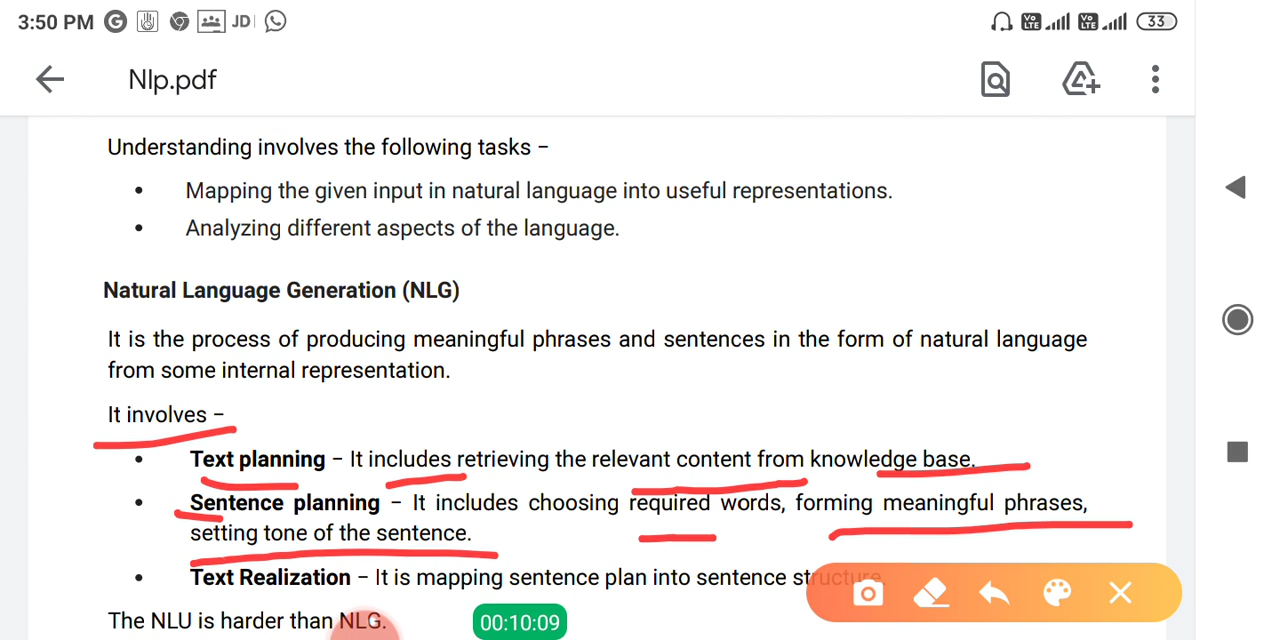 3:50 PM G JD Vo LTE Vo LTE 33
Nlp.pdf
Understanding involves the following tasks –
• Mapping the given input in natural language into useful representations.
• Analyzing different aspects of the language.
Natural Language Generation (NLG)
It is the process of producing meaningful phrases and sentences in the form of natural language
from some internal representation.
It involves –
• Text planning – It includes retrieving the relevant content from knowledge base.
• Sentence planning – It includes choosing required words, forming meaningful phrases,
setting tone of the sentence.
• Text Realization – It is mapping sentence plan into sentence structure.
The NLU is harder than NLG.
00:10:09